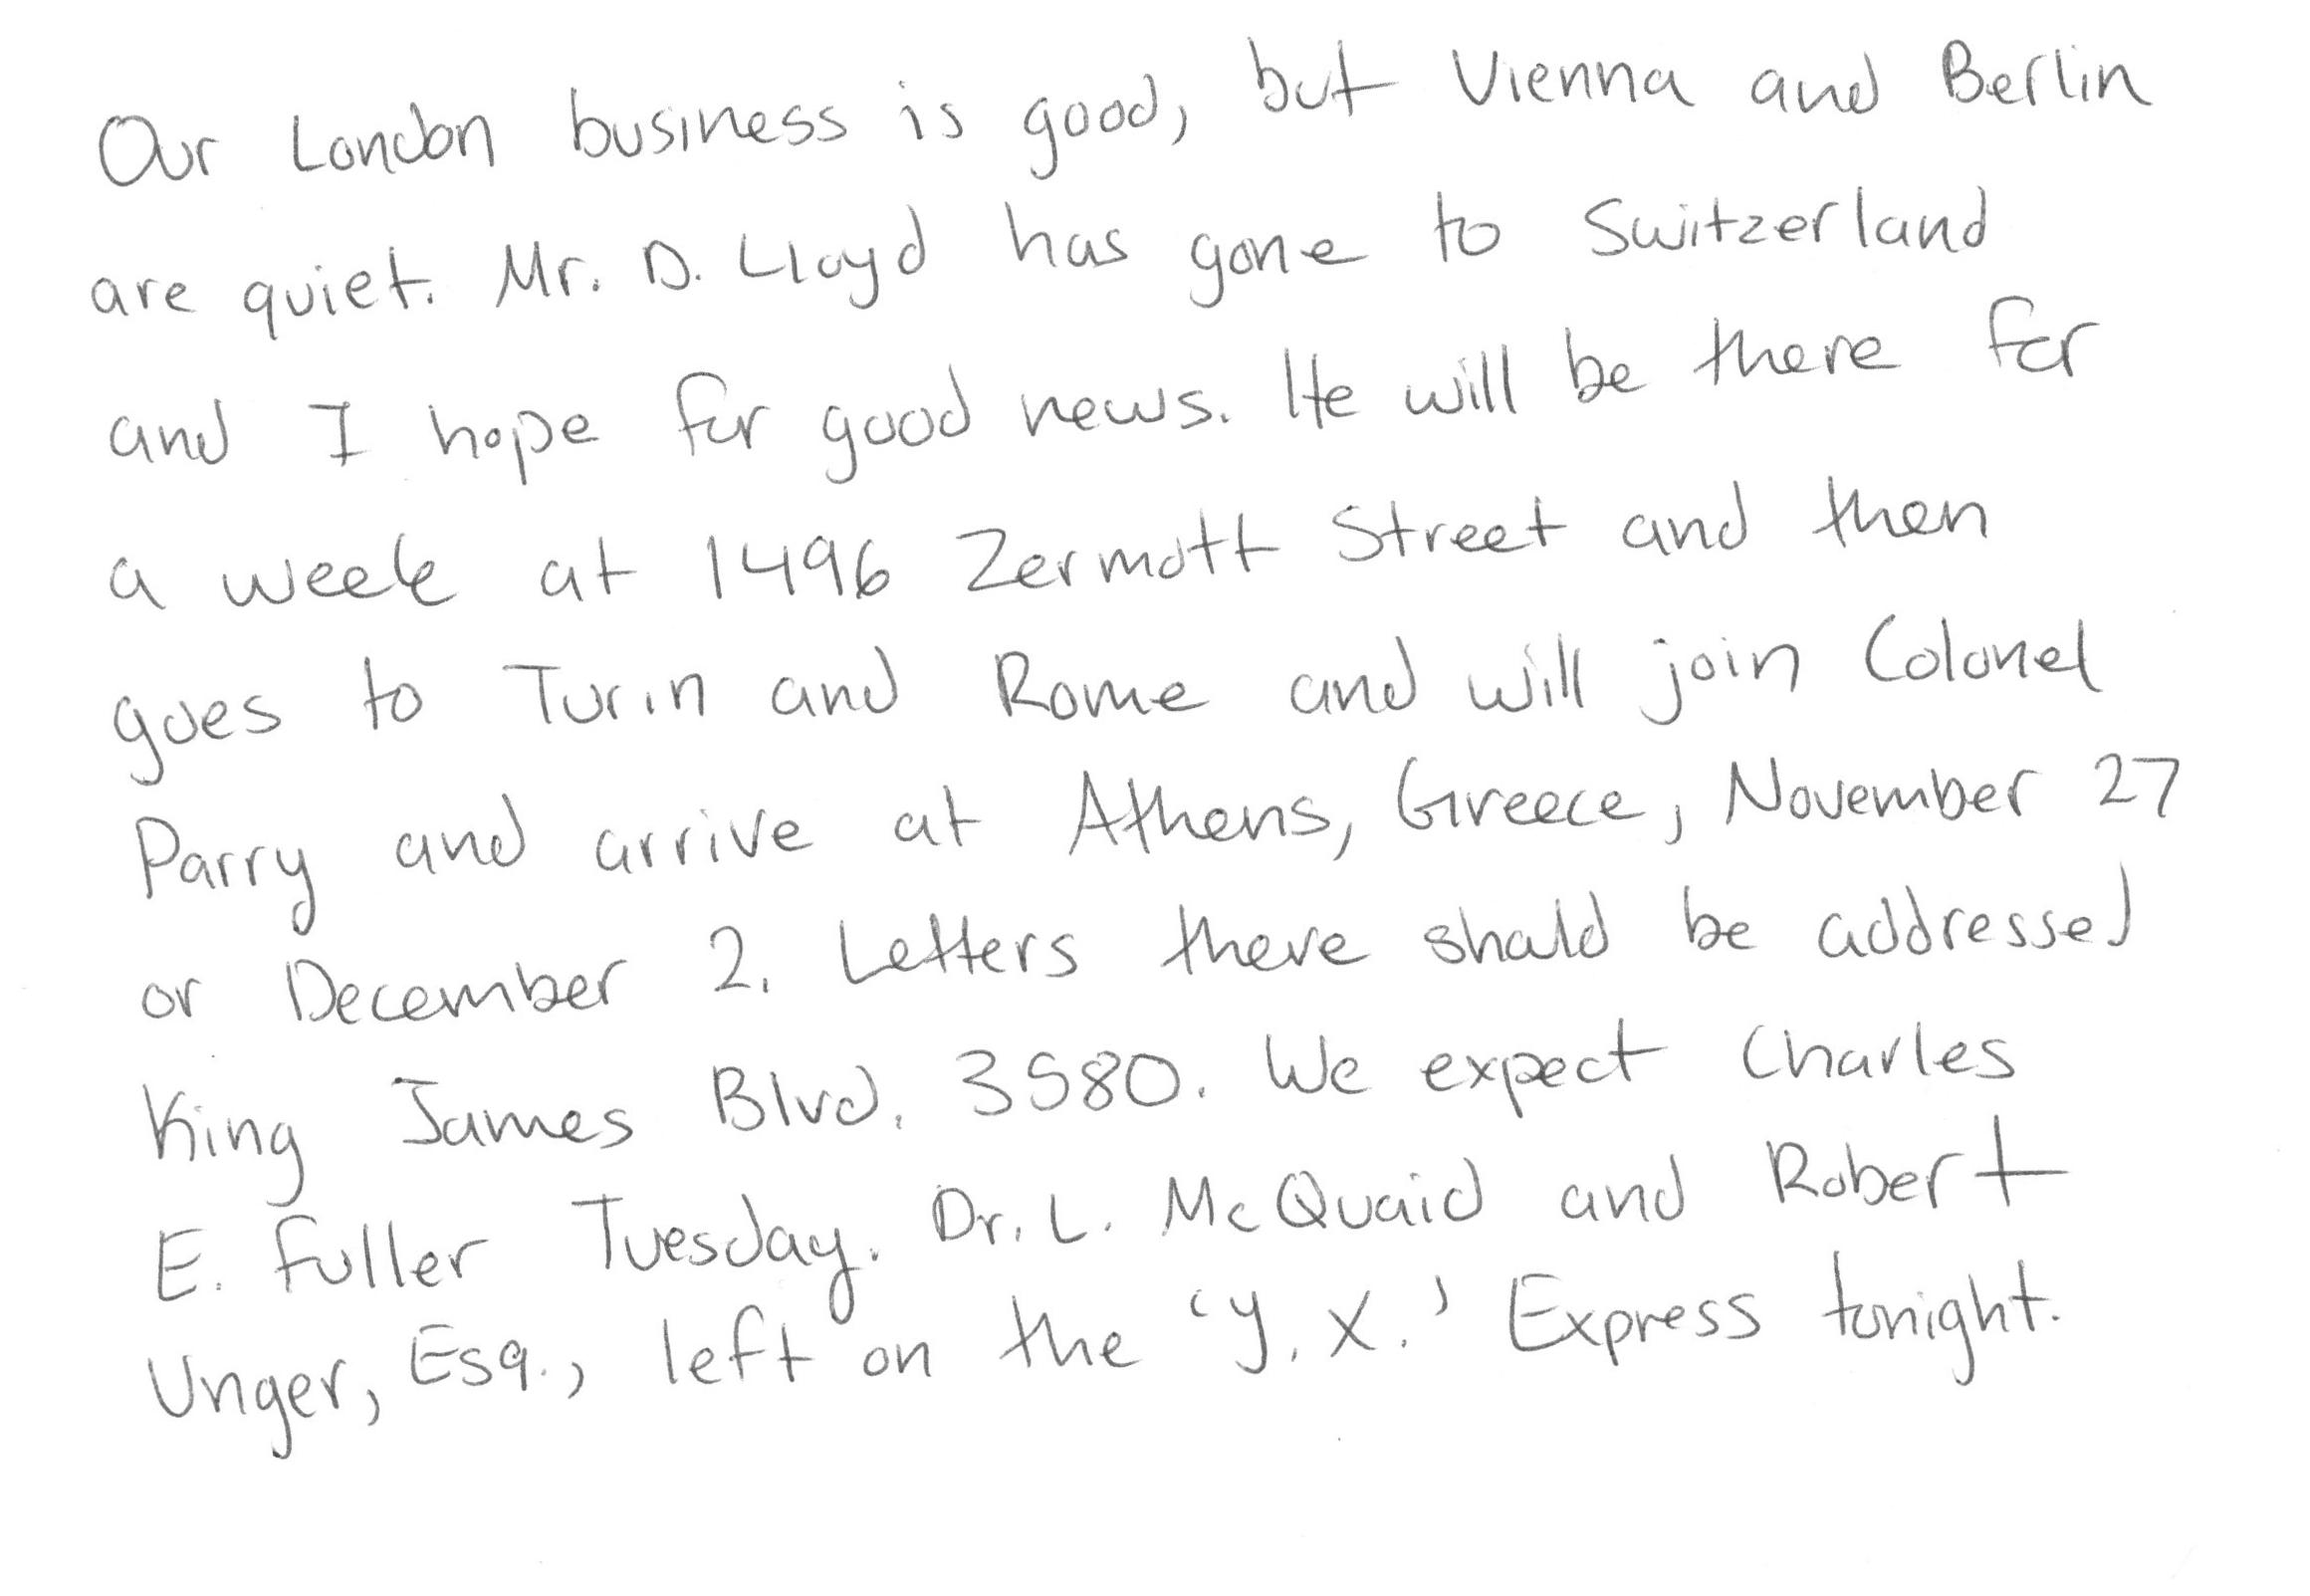 Our London business is good, but Vienna and Berlin
are quiet. Mr. D. Lloyd has gone to Switzerland
and I hope for good news. He will be there for
a week at 1496 Zermott Street and then
goes to Turin and Rome and will join Colonel
Parry and arrive at Athens, Greece, November 27
or December 2. Letters there should be addressed
King James Blvd. 3580. We expect Charles
E. Fuller Tuesday. Dr. L. McQuaid and Robert
Unger, Esq., left on the 'Y. X.' Express tonight.